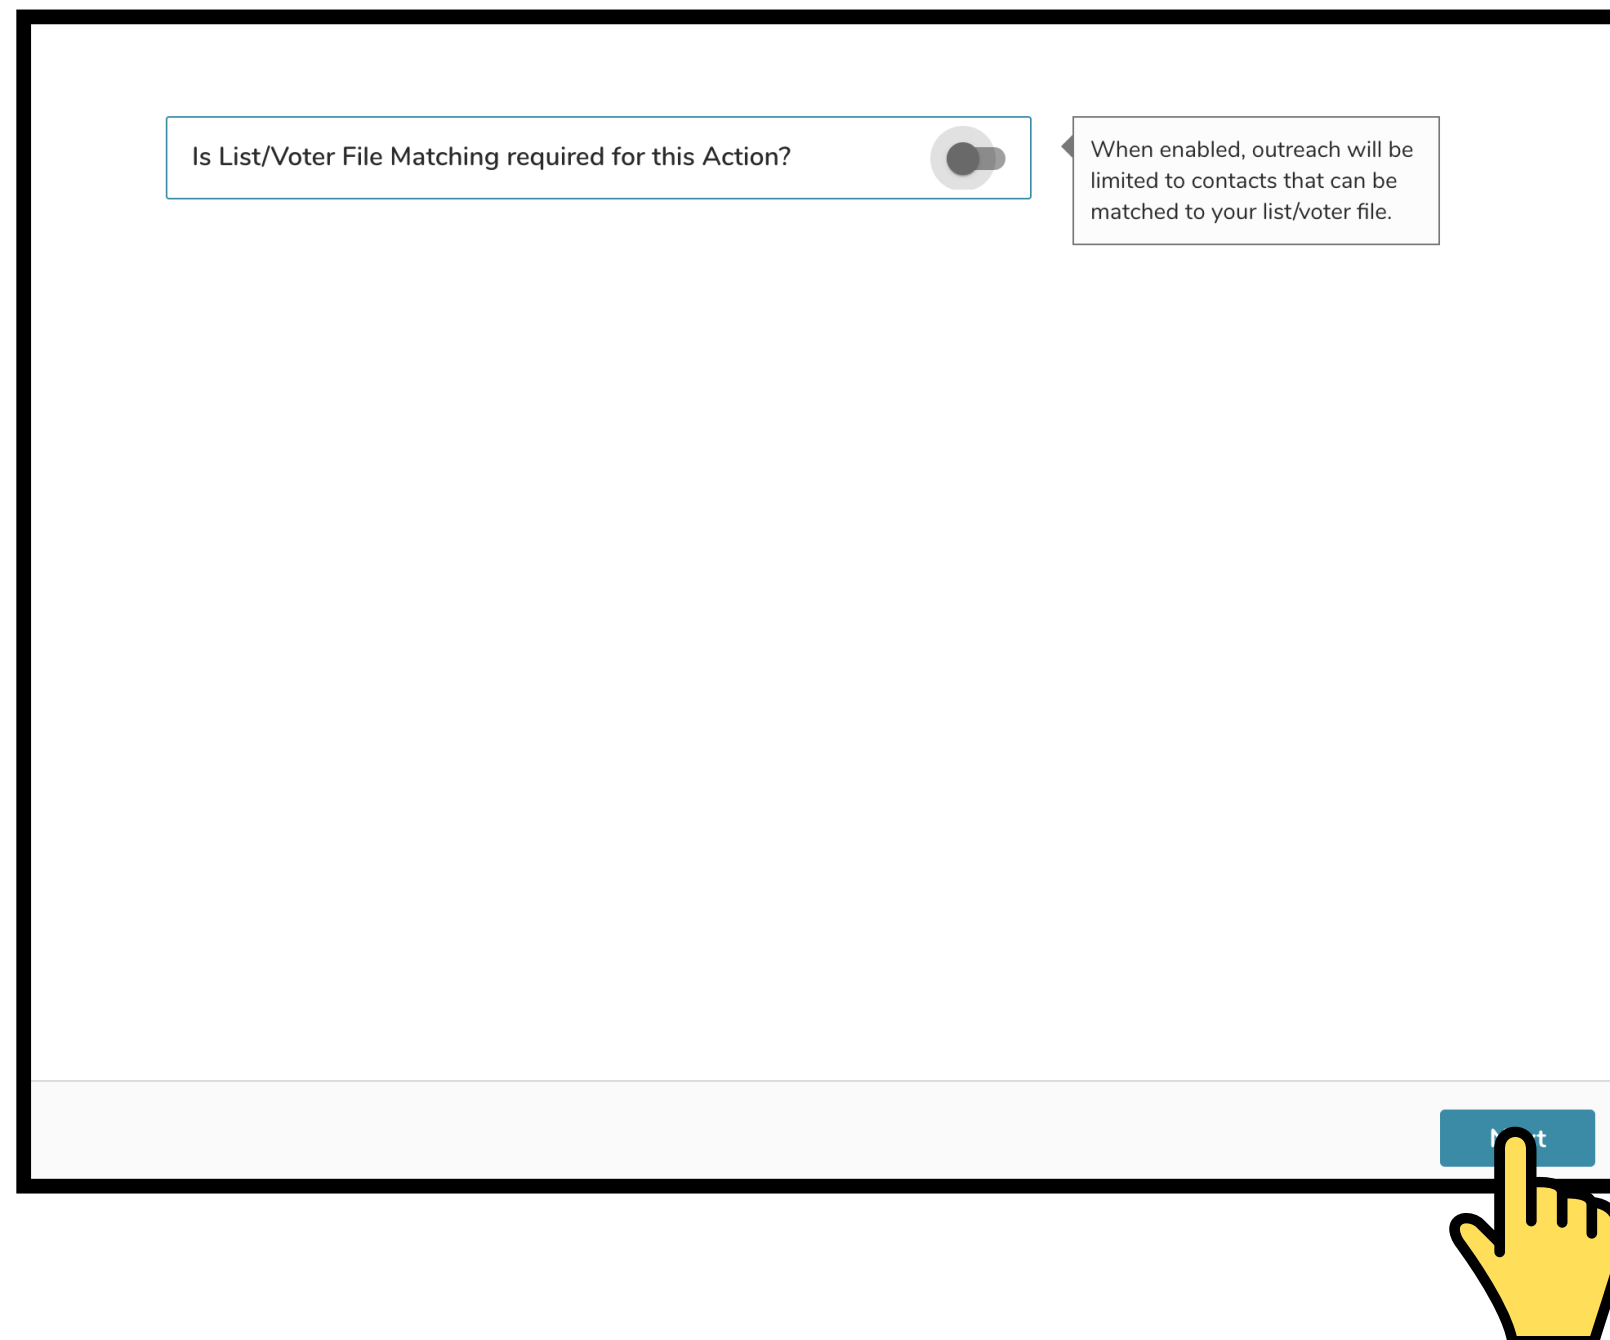 Is List/Voter File Matching required for this Action?
When enabled, outreach will be
limited to contacts that can be
matched to your list/voter file.